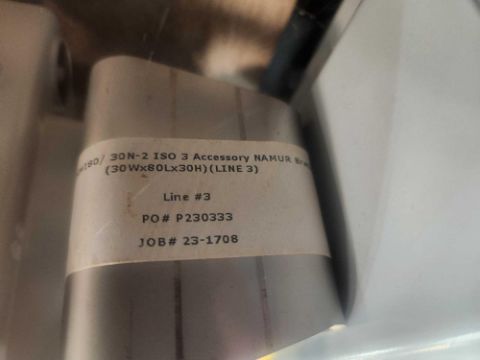 30N-2 ISO 3 Accessory NAMUR
(30Wx80Lx30H)(LINE 3)
Line #3
PO# P230333
JOB# 23-1708